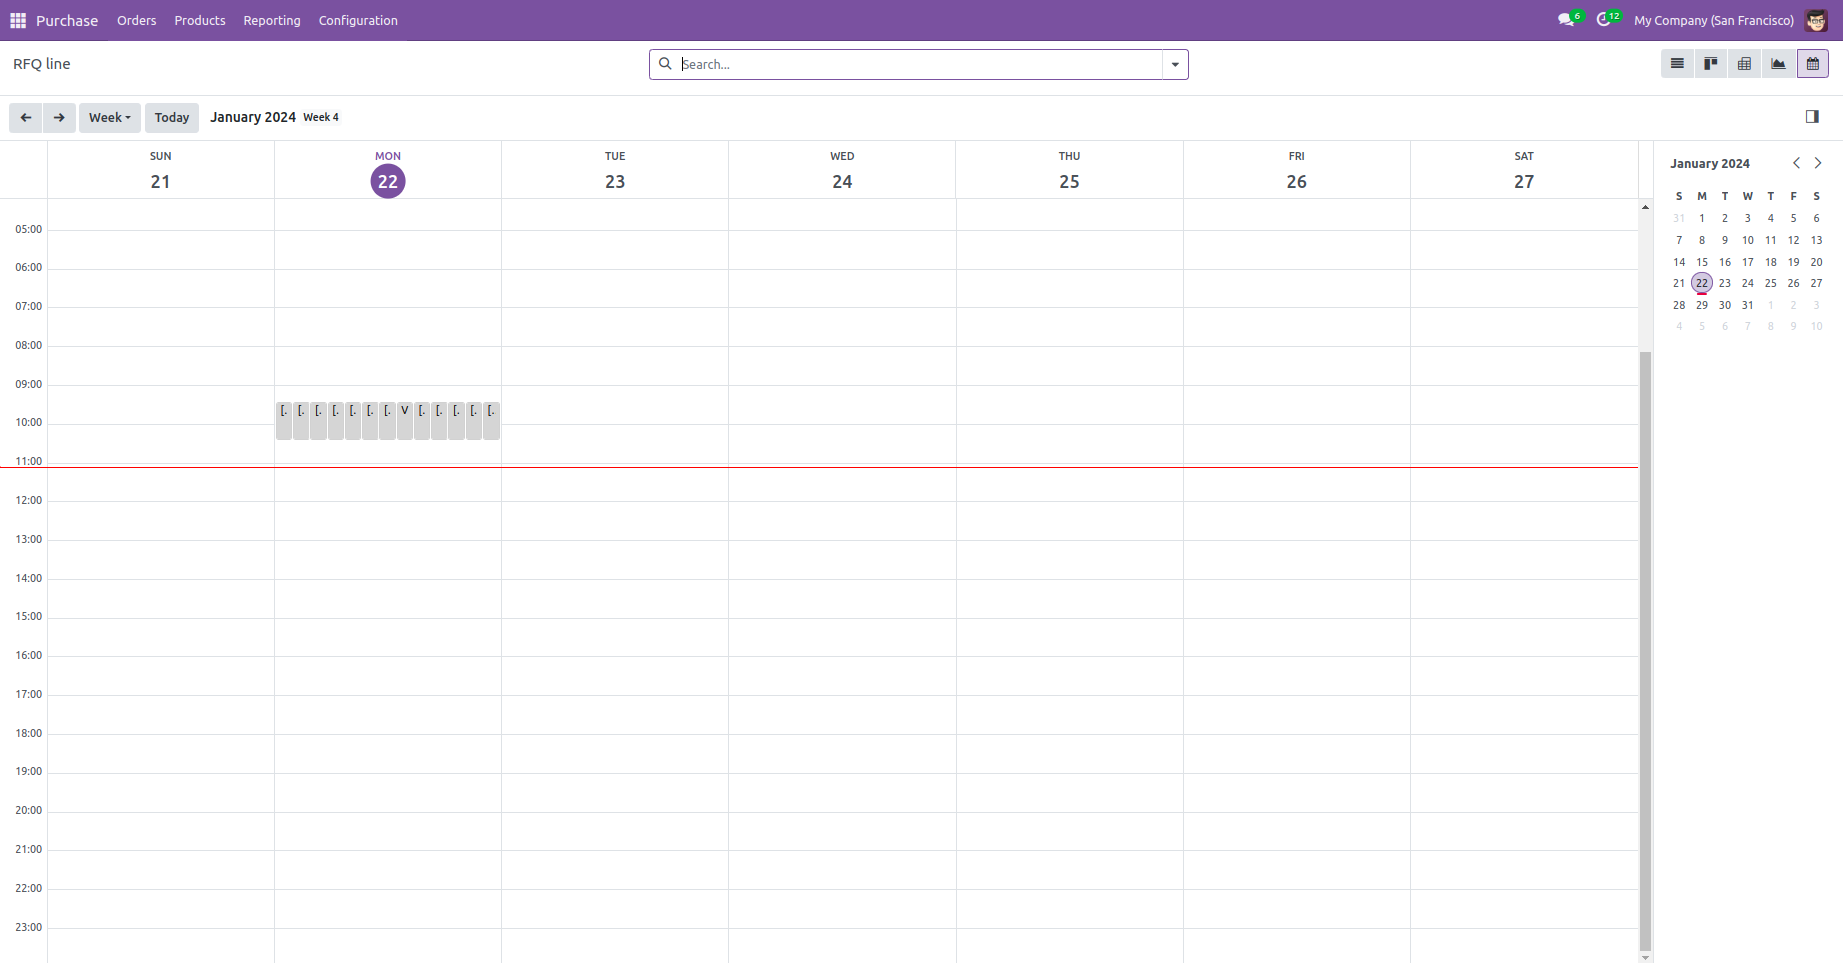 Purchase Orders Products Reporting Configuration 6 12 My Company (San Francisco)
RFQ line Search...
Week Today January 2024 Week 4
SUN MON TUE WED THU FRI SAT
21 22 23 24 25 26 27
January 2024
S M T W T F S
31 1 2 3 4 5 6
7 8 9 10 11 12 13
14 15 16 17 18 19 20
21 22 23 24 25 26 27
28 29 30 31 1 2 3
4 5 6 7 8 9 10
05:00
06:00
07:00
08:00
09:00
[. [. [. [. [. [. [. V [. [. [. [. [.
10:00
11:00
12:00
13:00
14:00
15:00
16:00
17:00
18:00
19:00
20:00
21:00
22:00
23:00